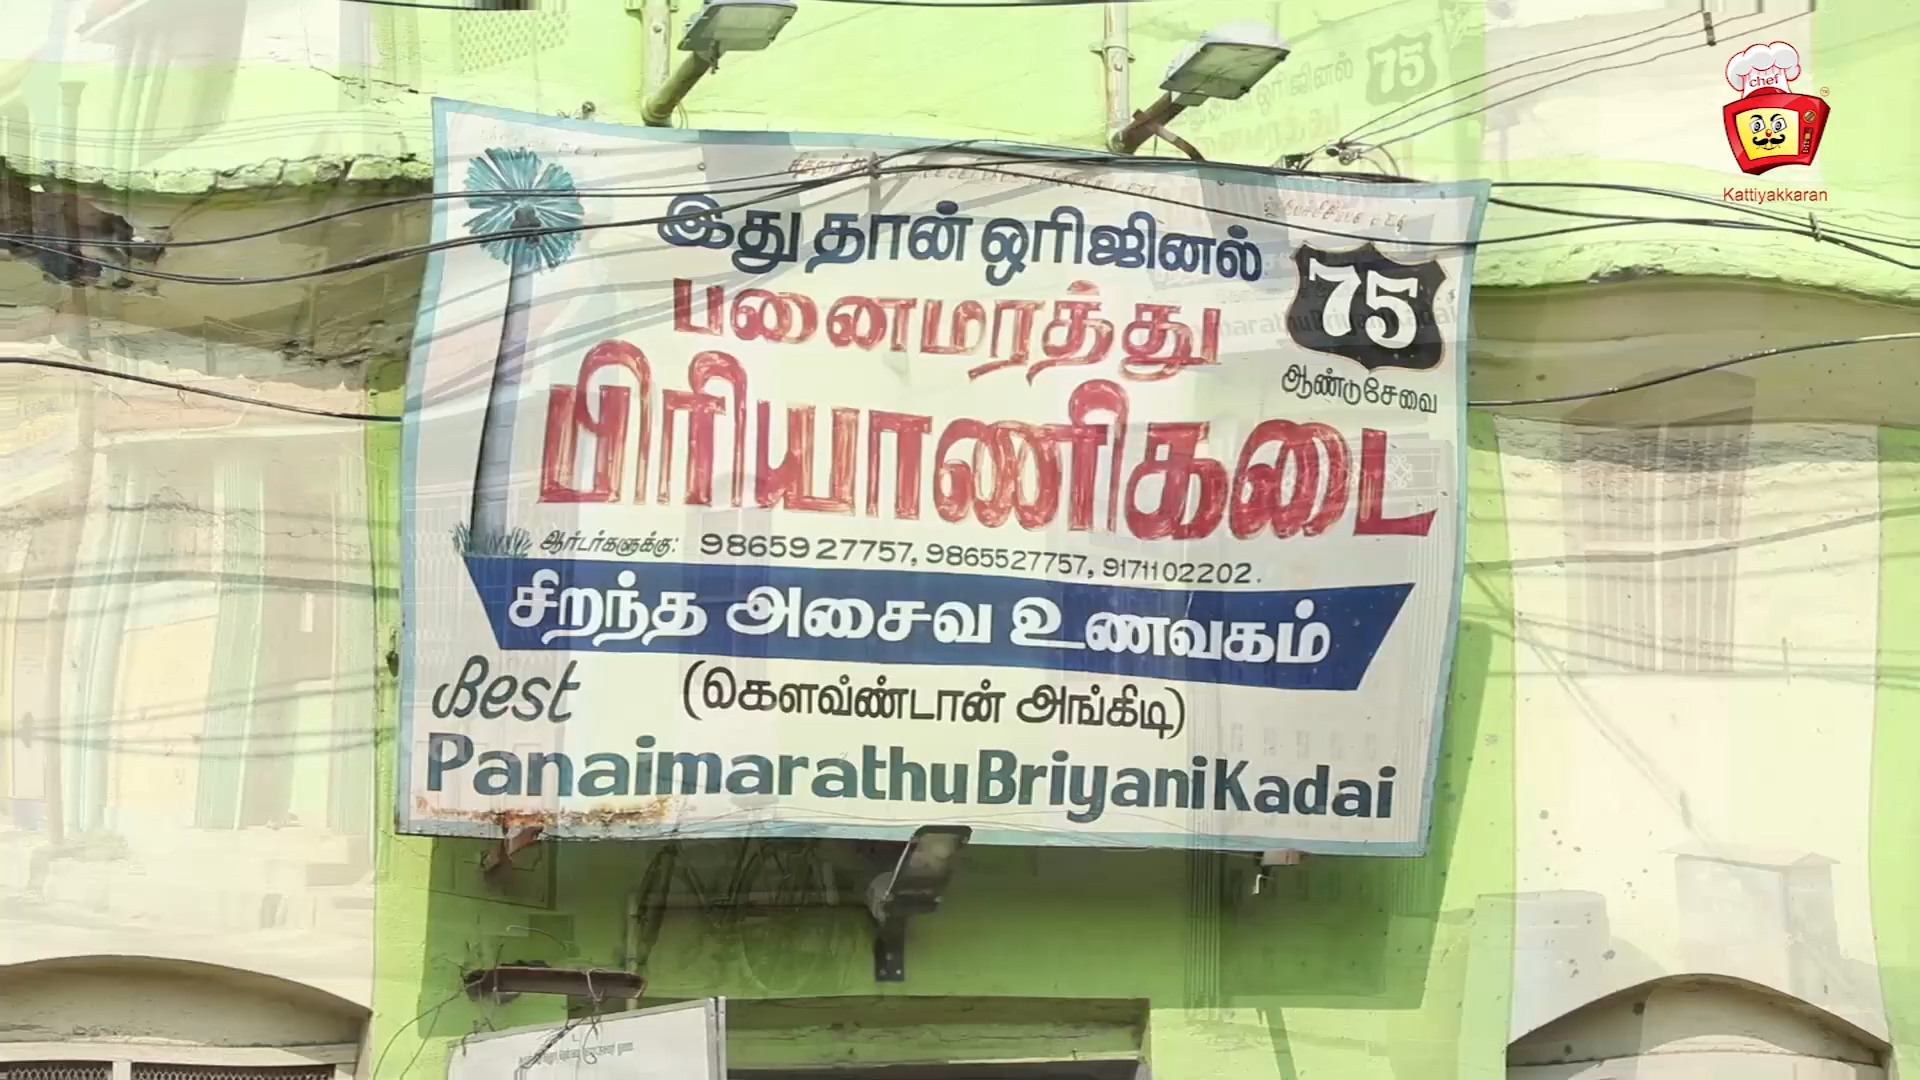 இது தான் ஒரிஜினல்
பனைமரத்து
75
ஆண்டு சேவை
பிரியாணிகடை
ஆர்டர்களுக்கு: 9865927757, 9865527757, 9171102202.
சிறந்த அசைவ உணவகம்
Best (கௌவ்ண்டான் அங்கிடி)
Panaimarathu Briyani Kadai
chef
Kattiyakkaran